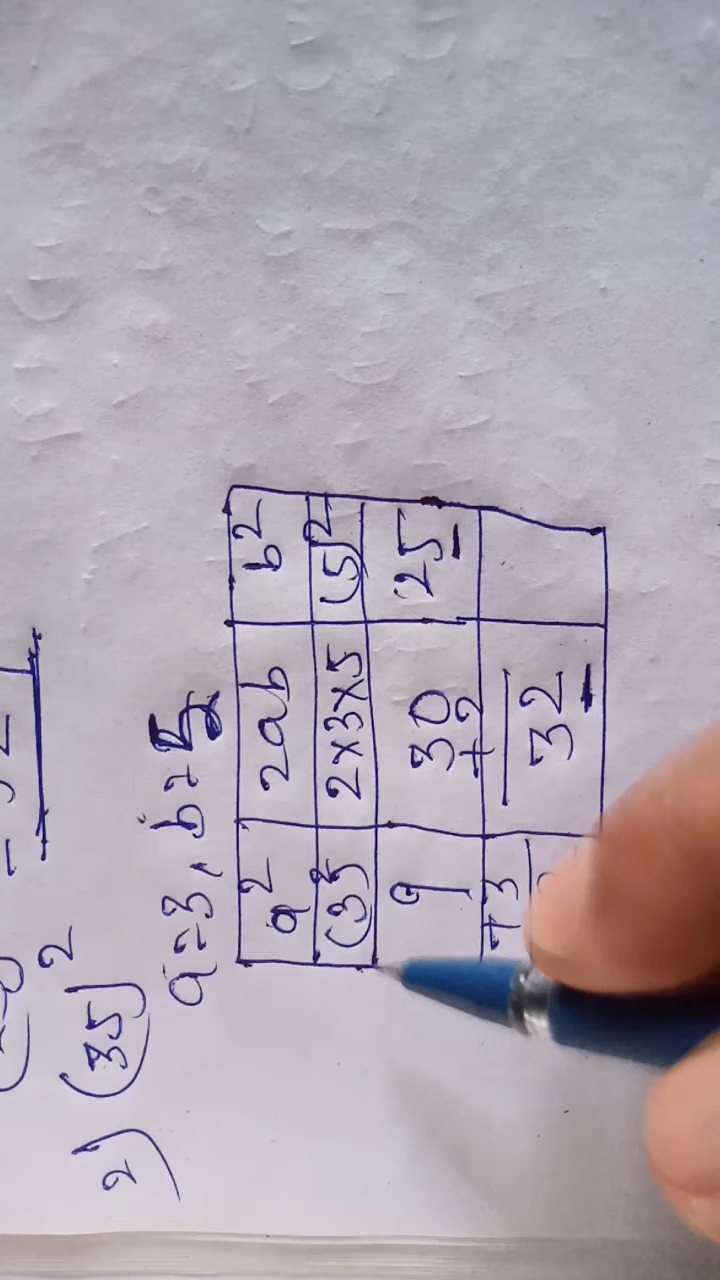 2) (35)²
a=3, b=5
a² 2ab b²
(3)² 2×3×5 (5)²
9 30 25
+3 +2
32